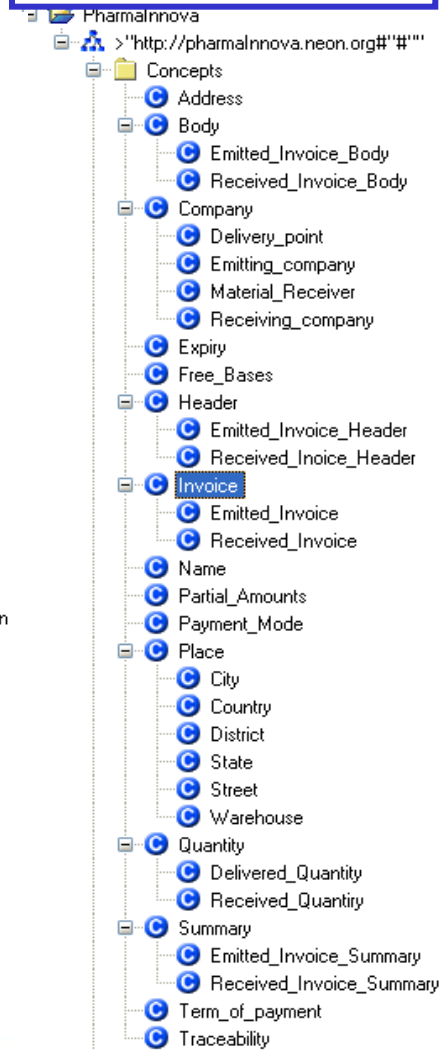 PharmaInnova
>"http://pharmaInnova.neon.org#"#""
Concepts
Address
Body
Emitted_Invoice_Body
Received_Invoice_Body
Company
Delivery_point
Emitting_company
Material_Receiver
Receiving_company
Expiry
Free_Bases
Header
Emitted_Invoice_Header
Received_Inoice_Header
Invoice
Emitted_Invoice
Received_Invoice
Name
Partial_Amounts
n
Payment_Mode
Place
City
Country
District
State
Street
Warehouse
Quantity
Delivered_Quantity
Received_Quantiry
Summary
Emitted_Invoice_Summary
Received_Invoice_Summary
Term_of_payment
Traceability